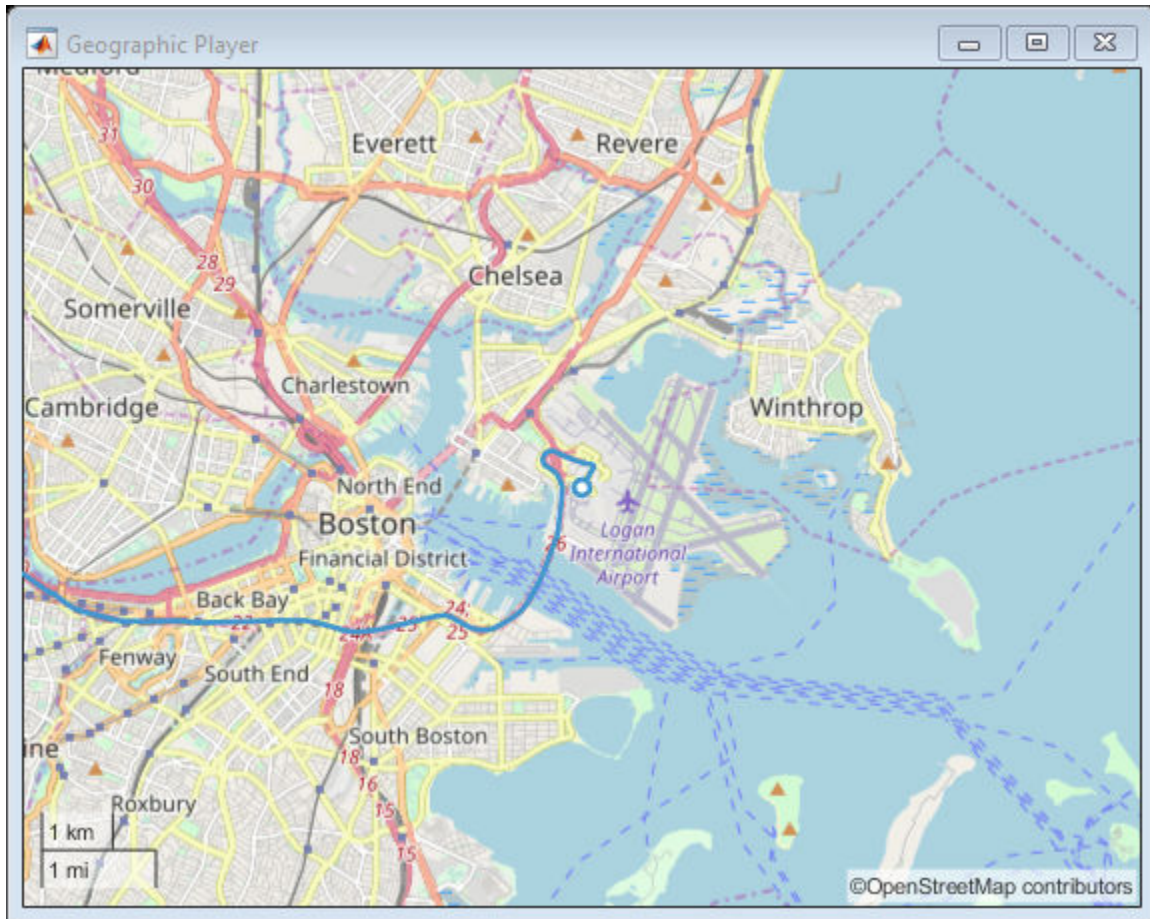 Geographic Player
Medford
31
Everett
Revere
30
28
29
Chelsea
Somerville
Charlestown
Cambridge
Winthrop
North End
Boston
Logan
International
Airport
26
Financial District
Back Bay
24
22
23
25
24A
Fenway
South End
18
South Boston
ine
18
16
Roxbury
15
15
1 km
1 mi
©OpenStreetMap contributors